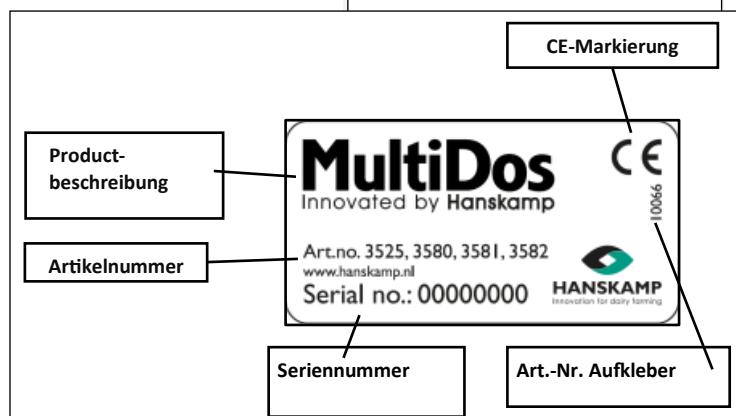 CE-Markierung
Product-
beschreibung
MultiDos
Innovated by Hanskamp
CE
10066
Artikelnummer
Art.no. 3525, 3580, 3581, 3582
www.hanskamp.nl
Serial no.: 00000000
HANSKAMP
Innovation for dairy farming
Seriennummer
Art.-Nr. Aufkleber